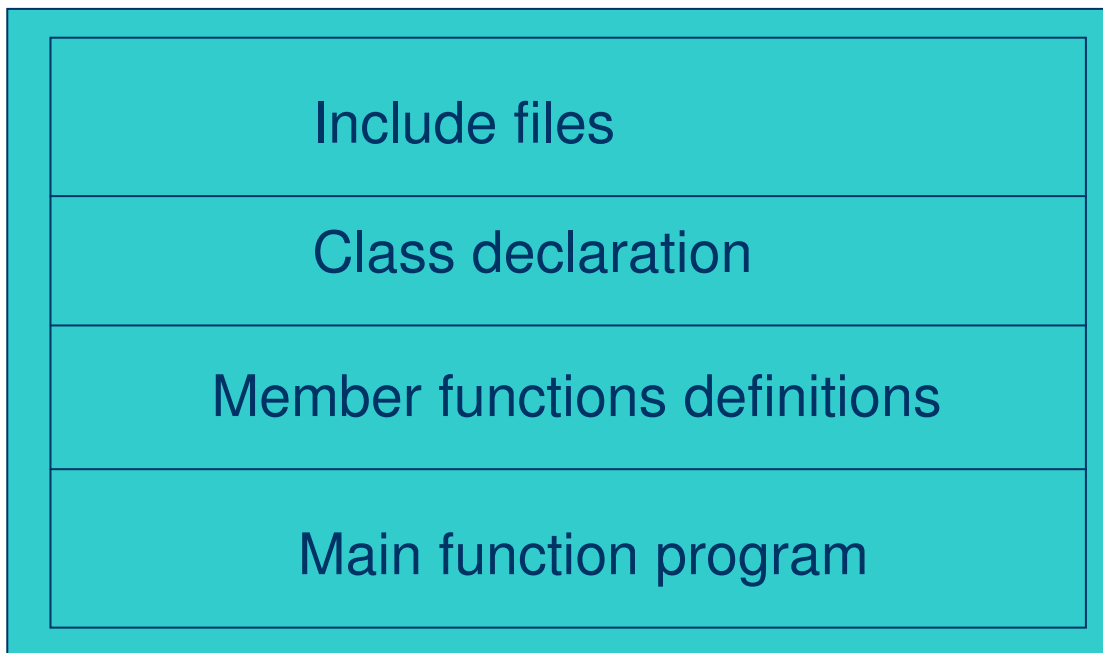 Include files
Class declaration
Member functions definitions
Main function program